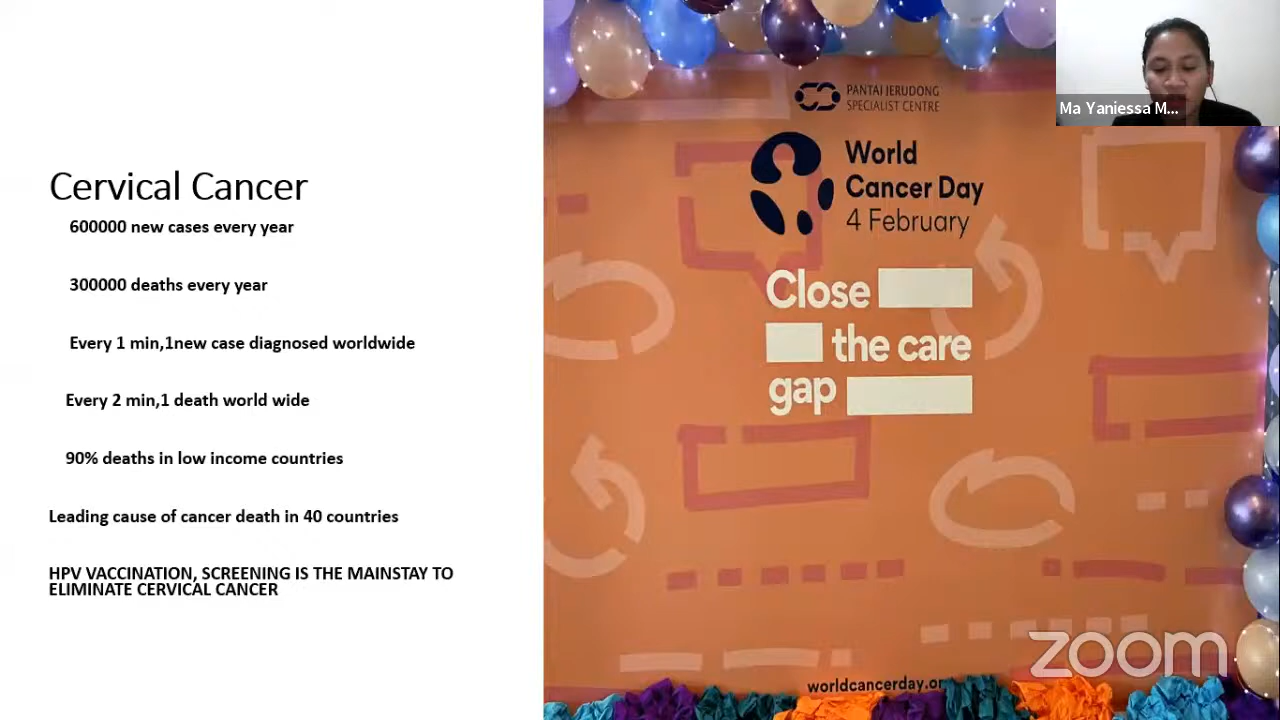 Cervical Cancer
600000 new cases every year
300000 deaths every year
Every 1 min,1new case diagnosed worldwide
Every 2 min,1 death world wide
90% deaths in low income countries
Leading cause of cancer death in 40 countries
HPV VACCINATION, SCREENING IS THE MAINSTAY TO
ELIMINATE CERVICAL CANCER
PANTAI JERUDONG
SPECIALIST CENTRE
World
Cancer Day
4 February
Close
the care
gap
worldcancerday.or
Ma Yaniessa M...
zoom